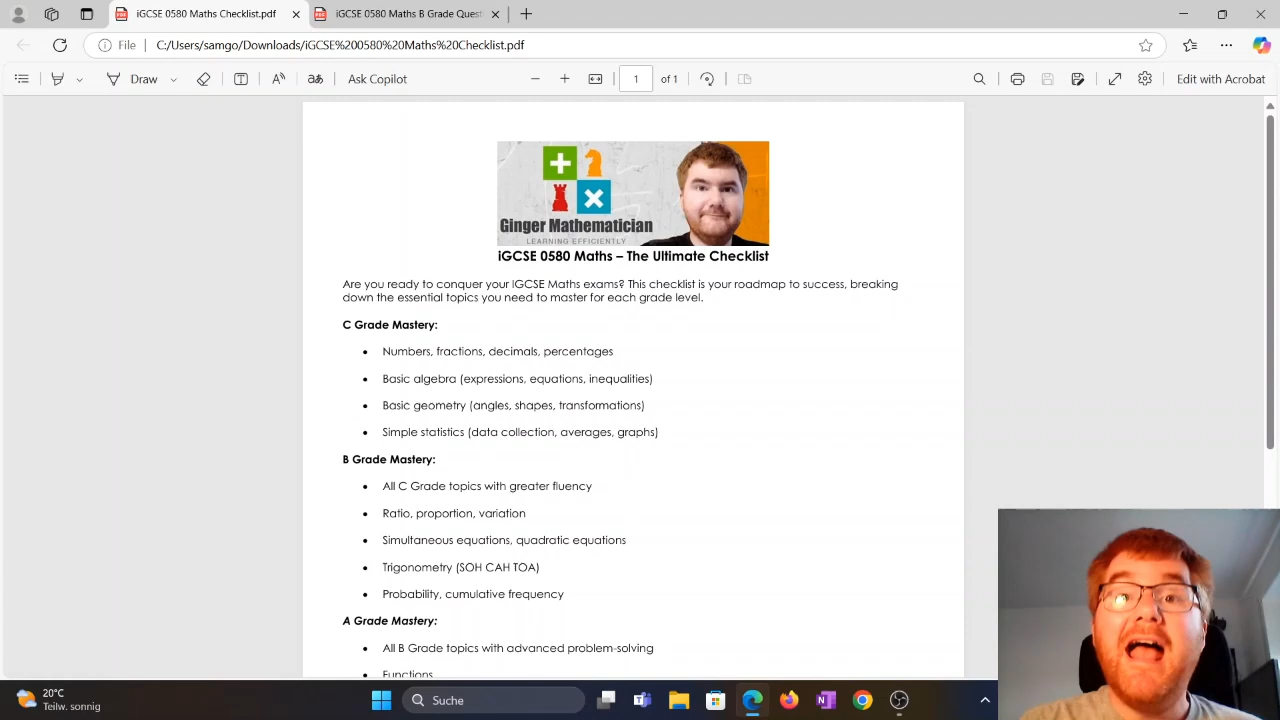 iGCSE 0580 Maths Checklist.pdf
iGCSE 0580 Maths B Grade Quest
File
C:/Users/samgo/Downloads/iGCSE%200580%20Maths%20Checklist.pdf
Draw
aあ
Ask Copilot
1
of 1
Edit with Acrobat
Ginger Mathematician
LEARNING EFFICIENTLY
iGCSE 0580 Maths – The Ultimate Checklist
Are you ready to conquer your IGCSE Maths exams? This checklist is your roadmap to success, breaking
down the essential topics you need to master for each grade level.
C Grade Mastery:
• Numbers, fractions, decimals, percentages
• Basic algebra (expressions, equations, inequalities)
• Basic geometry (angles, shapes, transformations)
• Simple statistics (data collection, averages, graphs)
B Grade Mastery:
• All C Grade topics with greater fluency
• Ratio, proportion, variation
• Simultaneous equations, quadratic equations
• Trigonometry (SOH CAH TOA)
• Probability, cumulative frequency
A Grade Mastery:
• All B Grade topics with advanced problem-solving
• Functions
20°C
Teilw. sonnig
Suche